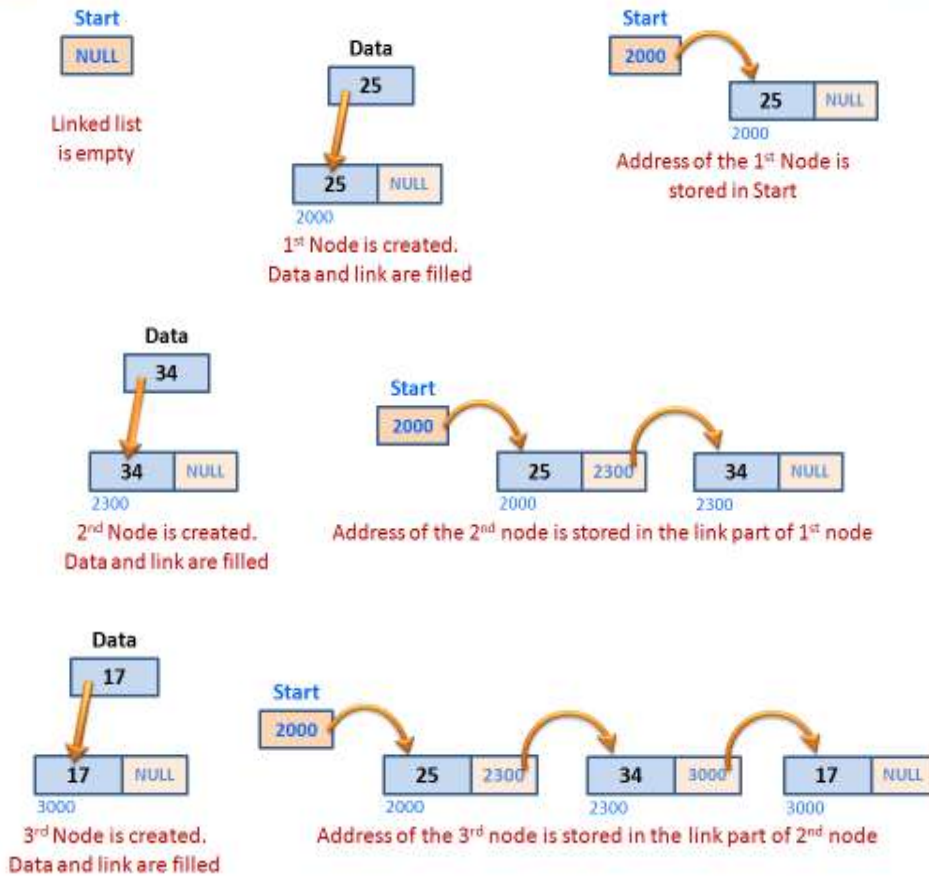 Start
NULL
Linked list
is empty
Data
25
25 NULL
2000
1st Node is created.
Data and link are filled
Start
2000
25 NULL
2000
Address of the 1st Node is
stored in Start
Data
34
34 NULL
2300
2nd Node is created.
Data and link are filled
Start
2000
25 2300 34 NULL
2000 2300
Address of the 2nd node is stored in the link part of 1st node
Data
17
17 NULL
3000
3rd Node is created.
Data and link are filled
Start
2000
25 2300 34 3000 17 NULL
2000 2300 3000
Address of the 3rd node is stored in the link part of 2nd node